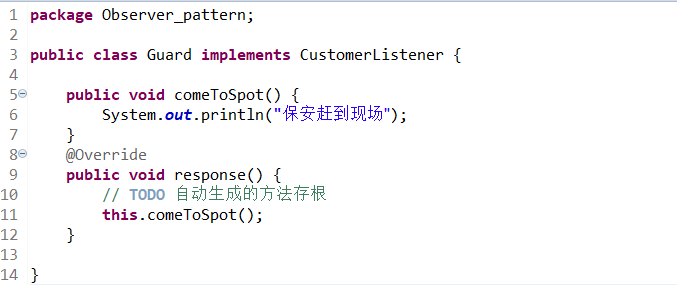 1 package Observer_pattern;
2
3 public class Guard implements CustomerListener {
4
5     public void comeToSpot() {
6         System.out.println("保安赶到现场");
7     }
8     @Override
9     public void response() {
10         // TODO 自动生成的方法存根
11         this.comeToSpot();
12     }
13
14 }